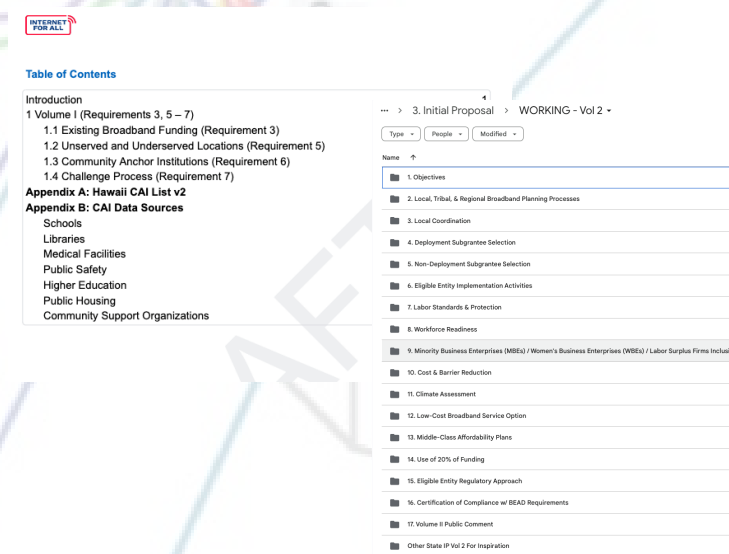 INTERNET
FOR ALL
Table of Contents
Introduction
1 Volume I (Requirements 3, 5 – 7)
1.1 Existing Broadband Funding (Requirement 3)
1.2 Unserved and Underserved Locations (Requirement 5)
1.3 Community Anchor Institutions (Requirement 6)
1.4 Challenge Process (Requirement 7)
Appendix A: Hawaii CAI List v2
Appendix B: CAI Data Sources
Schools
Libraries
Medical Facilities
Public Safety
Higher Education
Public Housing
Community Support Organizations
... > 3. Initial Proposal > WORKING - Vol 2
Type
People
Modified
Name ↑
1. Objectives
2. Local, Tribal, & Regional Broadband Planning Processes
3. Local Coordination
4. Deployment Subgrantee Selection
5. Non-Deployment Subgrantee Selection
6. Eligible Entity Implementation Activities
7. Labor Standards & Protection
8. Workforce Readiness
9. Minority Business Enterprises (MBEs) / Women's Business Enterprises (WBEs) / Labor Surplus Firms Inclusi
10. Cost & Barrier Reduction
11. Climate Assessment
12. Low-Cost Broadband Service Option
13. Middle-Class Affordability Plans
14. Use of 20% of Funding
15. Eligible Entity Regulatory Approach
16. Certification of Compliance w/ BEAD Requirements
17. Volume II Public Comment
Other State IP Vol 2 For Inspiration